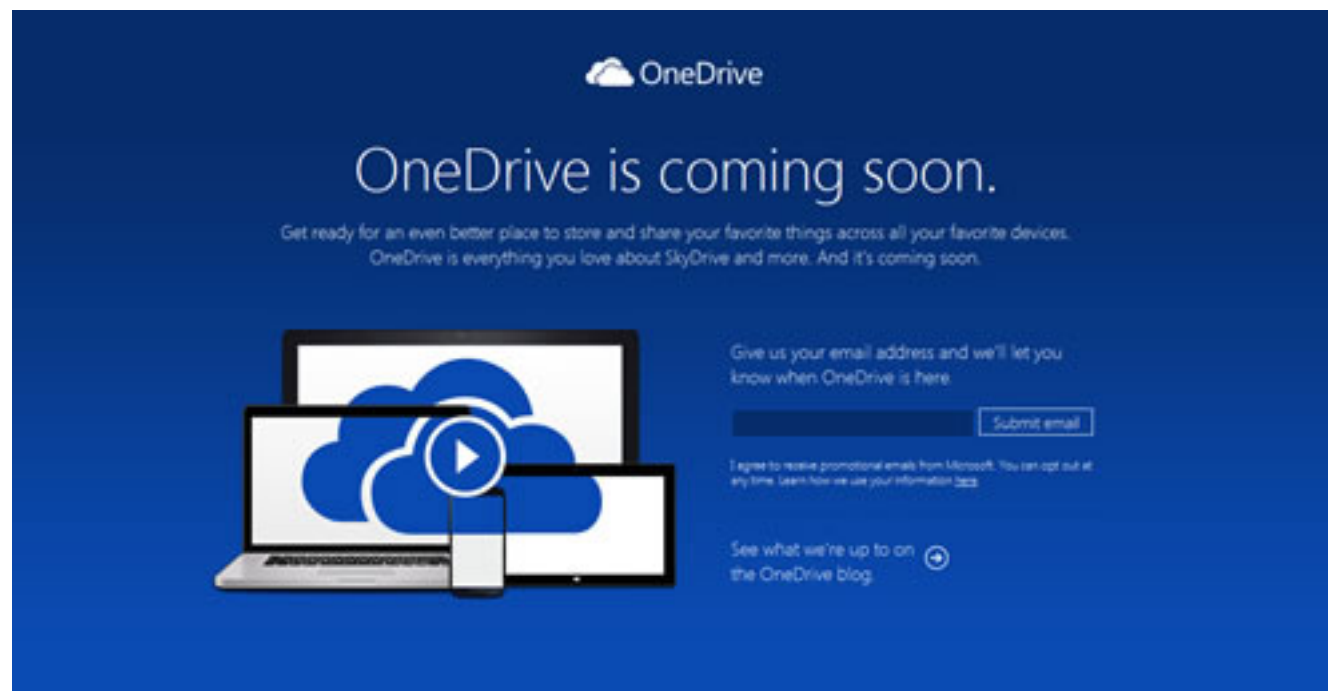 OneDrive
OneDrive is coming soon.
Get ready for an even better place to store and share your favorite things across all your favorite devices.
OneDrive is everything you love about SkyDrive and more. And it's coming soon.
Give us your email address and we'll let you
know when OneDrive is here.
Submit email
I agree to receive promotional emails from Microsoft. You can opt out at
any time. Learn how we use your information here.
See what we're up to on
the OneDrive blog.